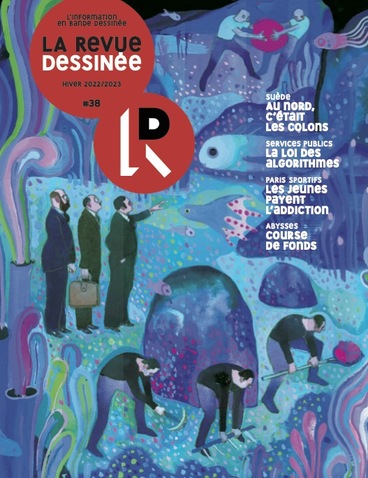 L'INFORMATION
EN BANDE DESSINÉE
LA REVUE
DESSINÉE
HIVER 2022/2023
#38
RD
SUÈDE
AU NORD,
C'ÉTAIT
LES COLONS
SERVICES PUBLICS
LA LOI DES
ALGORITHMES
PARIS SPORTIFS
LES JEUNES
PAYENT
L'ADDICTION
ABYSSES
COURSE
DE FONDS